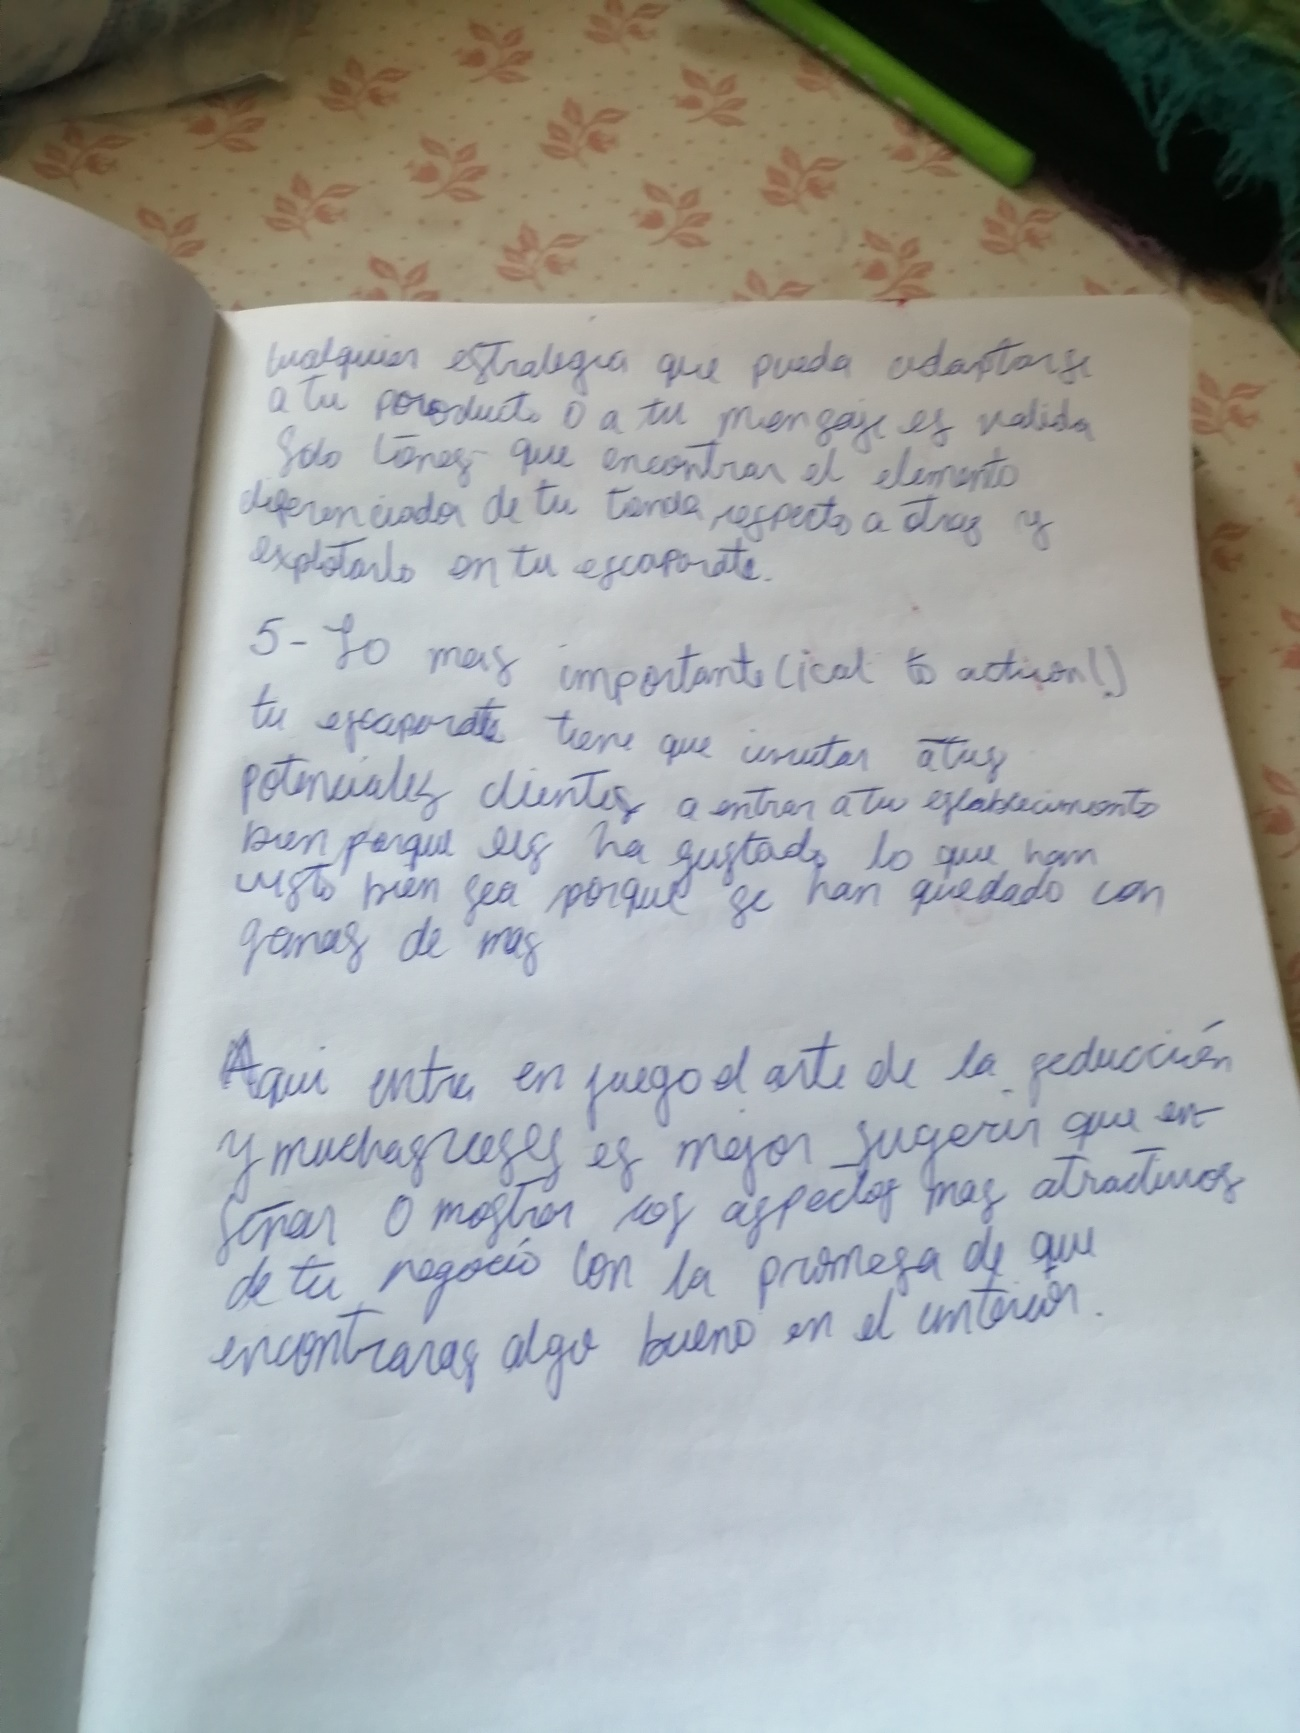 cualquier estrategia que pueda adaptarse
a tu poroducto o a tu mensaje es valida
solo tienes que encontrar el elemento
diferenciador de tu tienda, respecto a otras y
explotarlo en tu escaparate.
5- Lo mas importante (¡cal to action!)
tu escaparate tiene que invitar a tus
potenciales clientes a entrar a tu establecimiento
bien porque les ha gustado lo que han
visto bien sea porque se han quedado con
ganas de mas
Aqui entra en juego el arte de la seducción
y muchas veces es mejor sugerir que en-
señar o mostrar los aspectos mas atractivos
de tu negocio con la promesa de que
encontraras algo bueno en el interior.